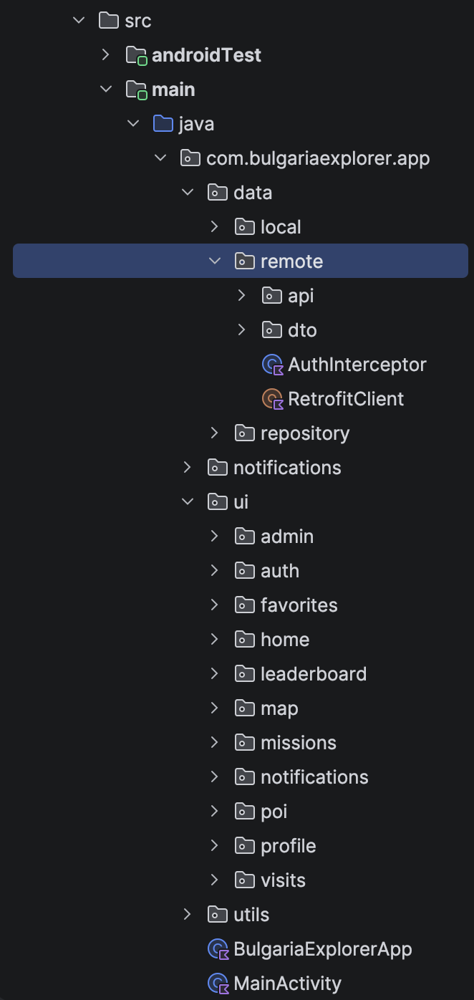 src
androidTest
main
java
com.bulgariaexplorer.app
data
local
remote
api
dto
AuthInterceptor
RetrofitClient
repository
notifications
ui
admin
auth
favorites
home
leaderboard
map
missions
notifications
poi
profile
visits
utils
BulgariaExplorerApp
MainActivity